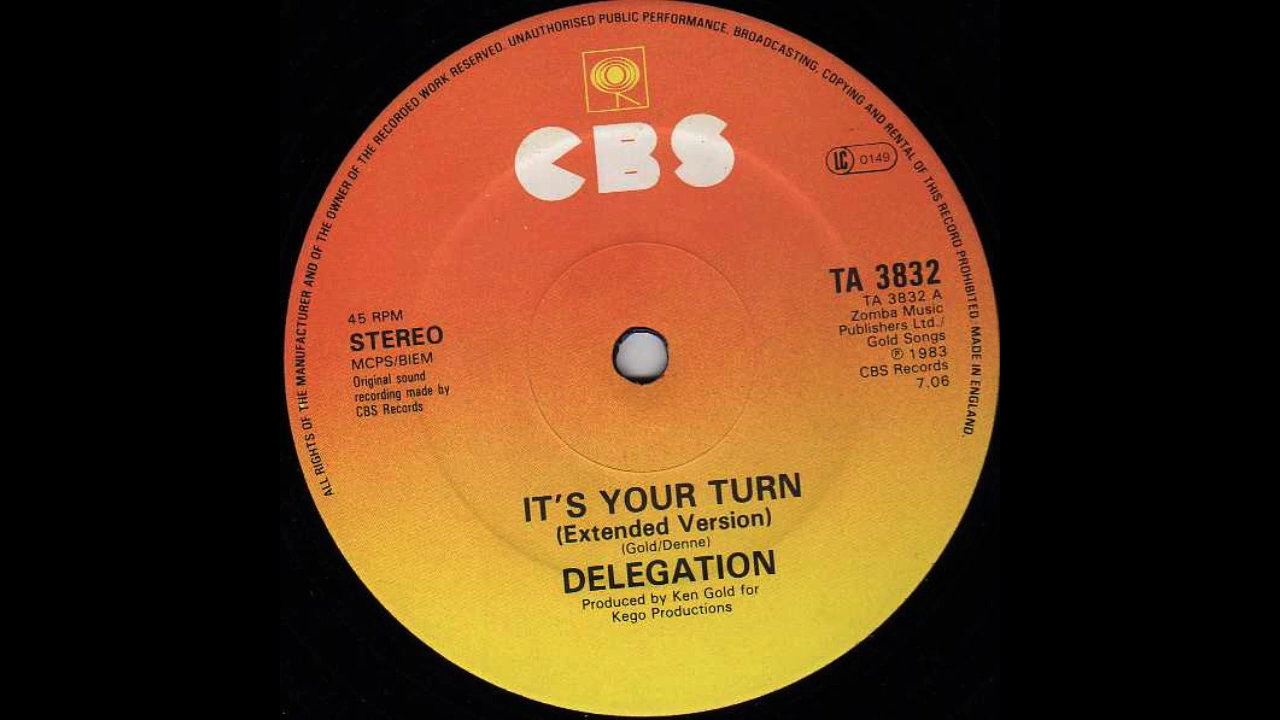 ALL RIGHTS OF THE MANUFACTURER AND OF THE OWNER OF THE RECORDED WORK RESERVED. UNAUTHORISED PUBLIC PERFORMANCE, BROADCASTING, COPYING AND RENTAL OF THIS RECORD PROHIBITED. MADE IN ENGLAND.
CBS
LC 0149
45 RPM
STEREO
MCPS/BIEM
Original sound
recording made by
CBS Records
TA 3832
TA 3832 A
Zomba Music
Publishers Ltd./
Gold Songs
℗ 1983
CBS Records
7.06
IT'S YOUR TURN
(Extended Version)
(Gold/Denne)
DELEGATION
Produced by Ken Gold for
Kego Productions